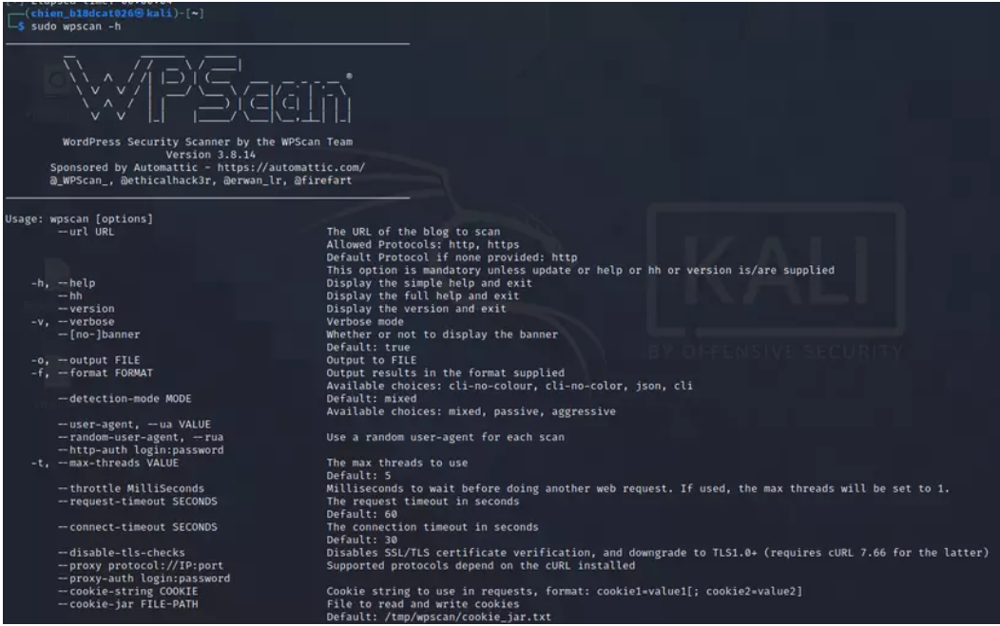 [+] Elapsed time: 00:00:04
(chien_b18dcat026㉿kali)-[~]
$ sudo wpscan -h
WPScan®
WordPress Security Scanner by the WPScan Team
Version 3.8.14
Sponsored by Automattic - https://automattic.com/
@_WPScan_, @ethicalhack3r, @erwan_lr, @firefart
Usage: wpscan [options]
--url URL The URL of the blog to scan
Allowed Protocols: http, https
Default Protocol if none provided: http
This option is mandatory unless update or help or hh or version is/are supplied
-h, --help Display the simple help and exit
--hh Display the full help and exit
--version Display the version and exit
-v, --verbose Verbose mode
--[no-]banner Whether or not to display the banner
Default: true
-o, --output FILE Output to FILE
-f, --format FORMAT Output results in the format supplied
Available choices: cli-no-colour, cli-no-color, json, cli
--detection-mode MODE Default: mixed
Available choices: mixed, passive, aggressive
--user-agent, --ua VALUE
--random-user-agent, --rua Use a random user-agent for each scan
--http-auth login:password
-t, --max-threads VALUE The max threads to use
Default: 5
--throttle MilliSeconds Milliseconds to wait before doing another web request. If used, the max threads will be set to 1.
--request-timeout SECONDS The request timeout in seconds
Default: 60
--connect-timeout SECONDS The connection timeout in seconds
Default: 30
--disable-tls-checks Disables SSL/TLS certificate verification, and downgrade to TLS1.0+ (requires cURL 7.66 for the latter)
--proxy protocol://IP:port Supported protocols depend on the cURL installed
--proxy-auth login:password
--cookie-string COOKIE Cookie string to use in requests, format: cookie1=value1[; cookie2=value2]
--cookie-jar FILE-PATH File to read and write cookies
Default: /tmp/wpscan/cookie_jar.txt
KALI
BY OFFENSIVE SECURITY